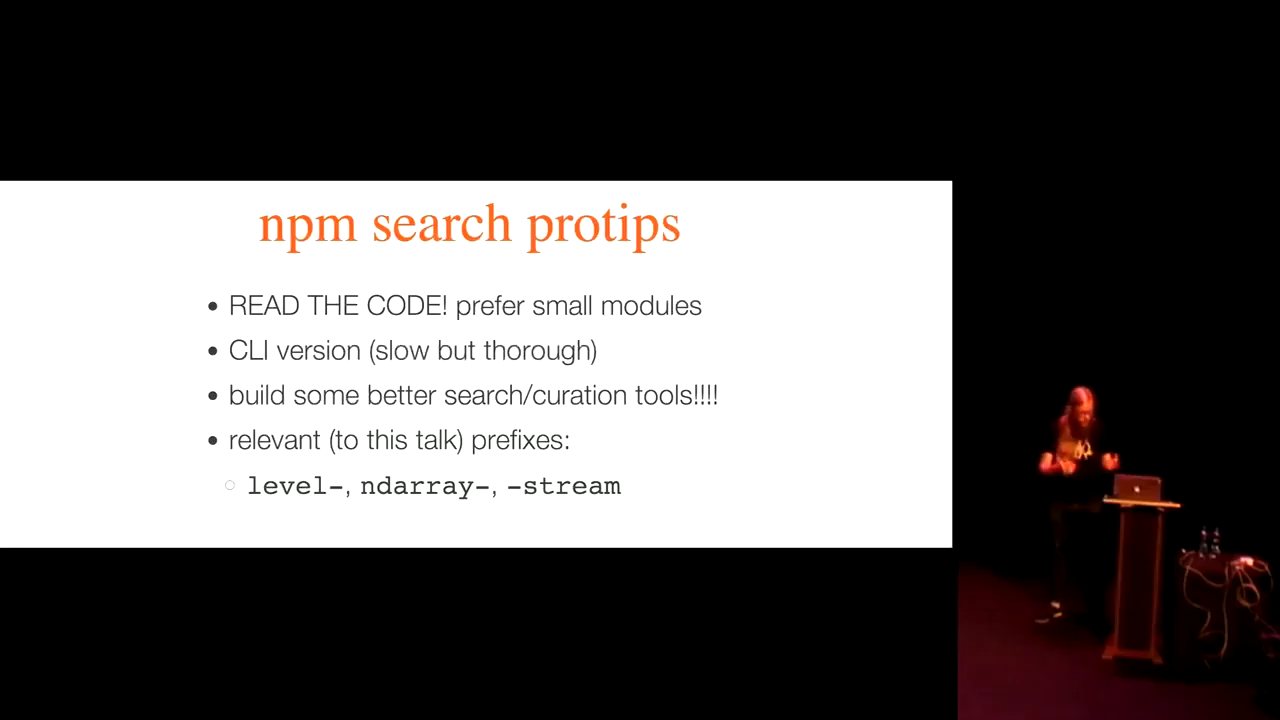 npm search protips
READ THE CODE! prefer small modules
CLI version (slow but thorough)
build some better search/curation tools!!!!
relevant (to this talk) prefixes:
level-, ndarray-, -stream